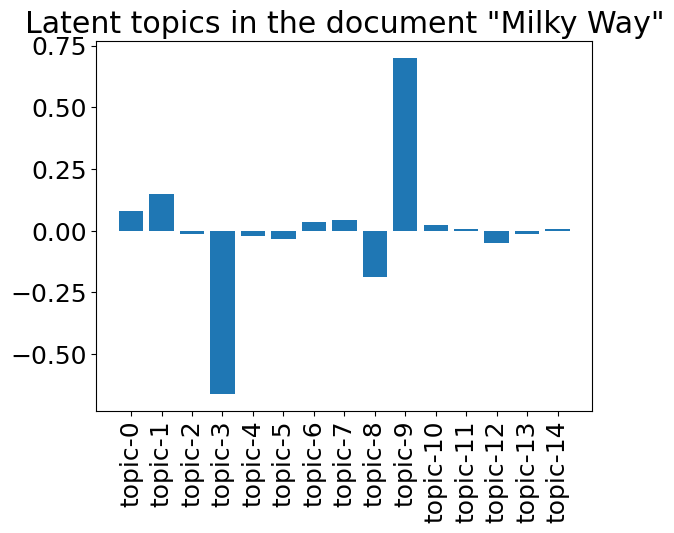 Latent topics in the document "Milky Way"
0.75
0.50
0.25
0.00
−0.25
−0.50
topic-0
topic-1
topic-2
topic-3
topic-4
topic-5
topic-6
topic-7
topic-8
topic-9
topic-10
topic-11
topic-12
topic-13
topic-14